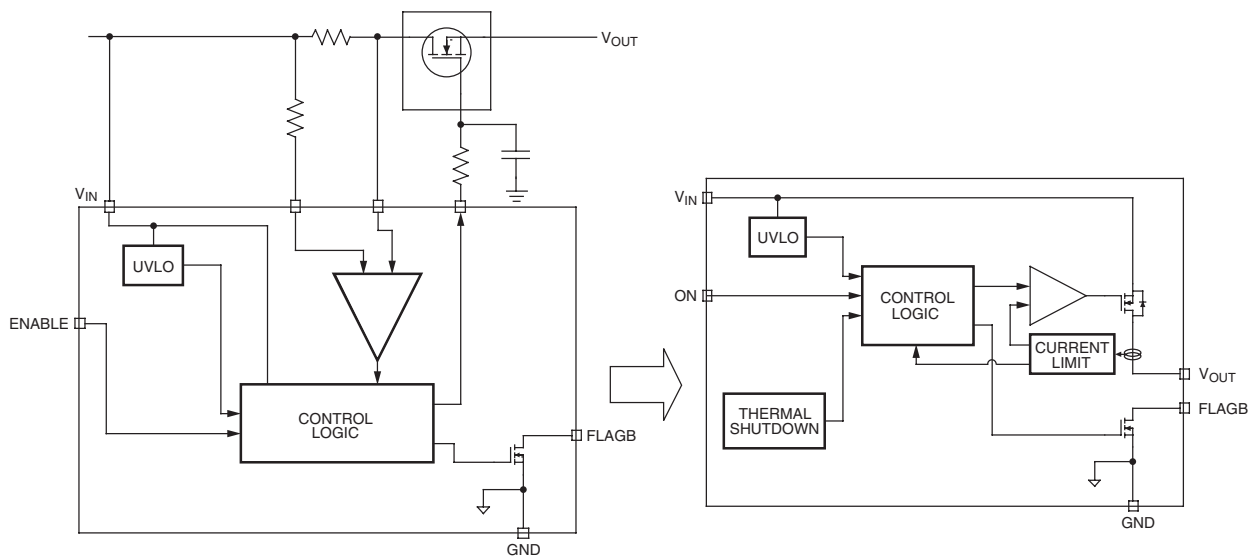 VOUT
VIN
UVLO
ENABLE
CONTROL
LOGIC
FLAGB
GND
VIN
UVLO
ON
CONTROL
LOGIC
CURRENT
LIMIT
THERMAL
SHUTDOWN
VOUT
FLAGB
GND